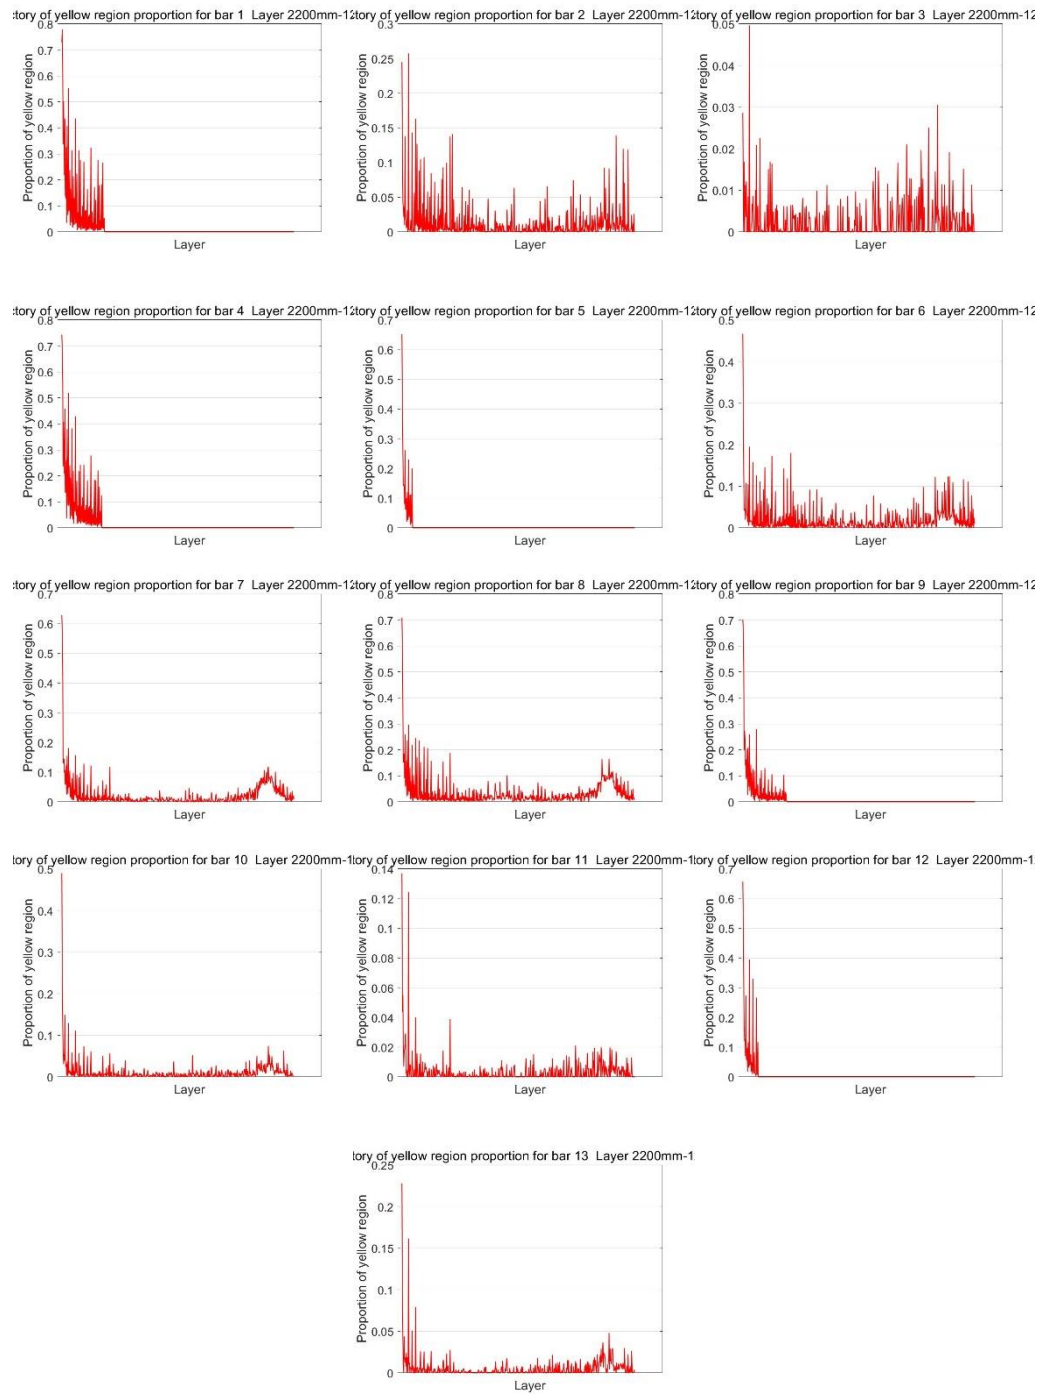 ctory of yellow region proportion for bar 1 Layer 2200mm-12
0.8
0.7
0.6
0.5
0.4
0.3
0.2
0.1
0
Proportion of yellow region
Layer
tory of yellow region proportion for bar 2 Layer 2200mm-12
0.3
0.25
0.2
0.15
0.1
0.05
0
Proportion of yellow region
Layer
tory of yellow region proportion for bar 3 Layer 2200mm-12
0.05
0.04
0.03
0.02
0.01
0
Proportion of yellow region
Layer
ctory of yellow region proportion for bar 4 Layer 2200mm-12
0.8
0.7
0.6
0.5
0.4
0.3
0.2
0.1
0
Proportion of yellow region
Layer
tory of yellow region proportion for bar 5 Layer 2200mm-12
0.7
0.6
0.5
0.4
0.3
0.2
0.1
0
Proportion of yellow region
Layer
tory of yellow region proportion for bar 6 Layer 2200mm-12
0.5
0.4
0.3
0.2
0.1
0
Proportion of yellow region
Layer
ctory of yellow region proportion for bar 7 Layer 2200mm-12
0.7
0.6
0.5
0.4
0.3
0.2
0.1
0
Proportion of yellow region
Layer
tory of yellow region proportion for bar 8 Layer 2200mm-12
0.8
0.7
0.6
0.5
0.4
0.3
0.2
0.1
0
Proportion of yellow region
Layer
tory of yellow region proportion for bar 9 Layer 2200mm-12
0.8
0.7
0.6
0.5
0.4
0.3
0.2
0.1
0
Proportion of yellow region
Layer
tory of yellow region proportion for bar 10 Layer 2200mm-1
0.5
0.4
0.3
0.2
0.1
0
Proportion of yellow region
Layer
tory of yellow region proportion for bar 11 Layer 2200mm-1
0.14
0.12
0.1
0.08
0.06
0.04
0.02
0
Proportion of yellow region
Layer
tory of yellow region proportion for bar 12 Layer 2200mm-1
0.7
0.6
0.5
0.4
0.3
0.2
0.1
0
Proportion of yellow region
Layer
tory of yellow region proportion for bar 13 Layer 2200mm-1
0.25
0.2
0.15
0.1
0.05
0
Proportion of yellow region
Layer